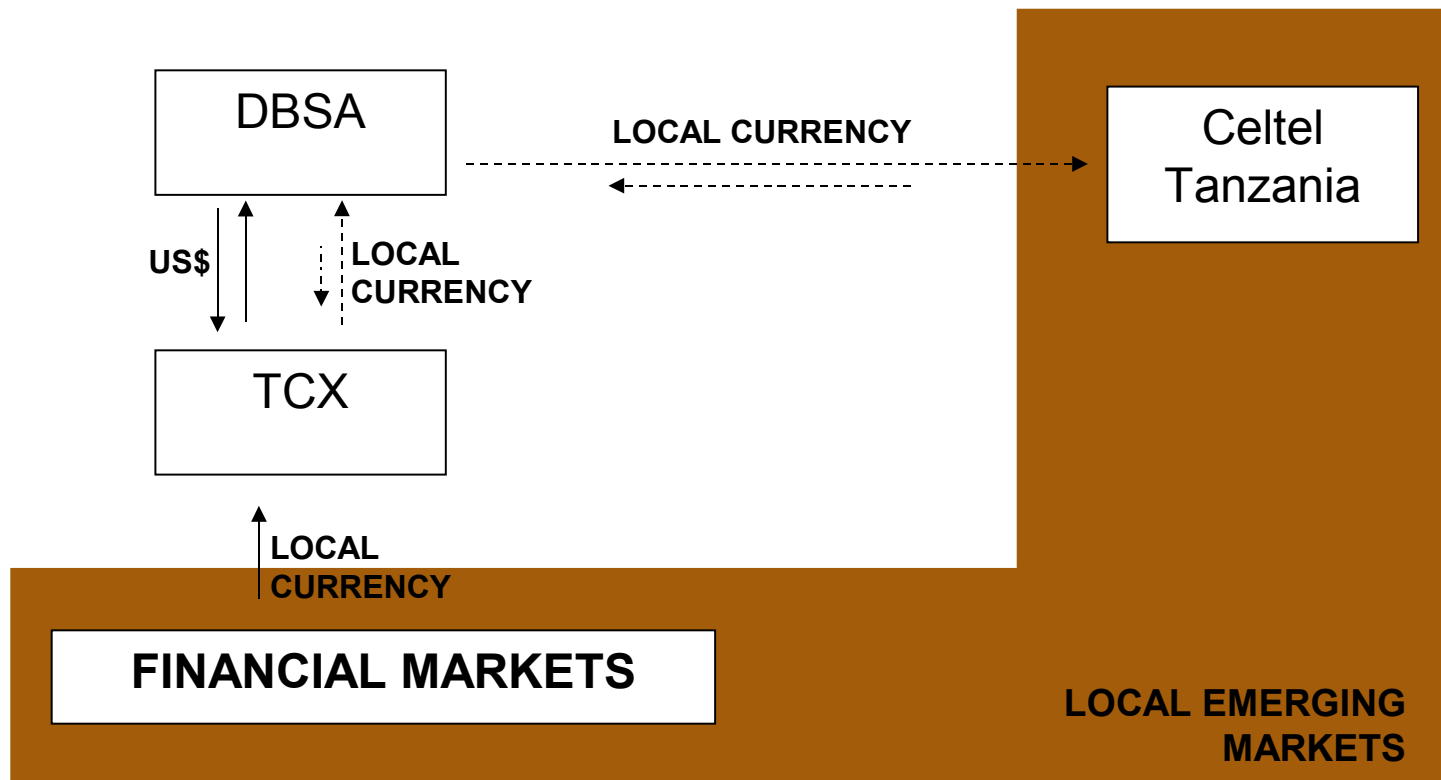 DBSA
LOCAL CURRENCY
Celtel
Tanzania
US$
LOCAL
CURRENCY
TCX
LOCAL
CURRENCY
FINANCIAL MARKETS
LOCAL EMERGING
MARKETS